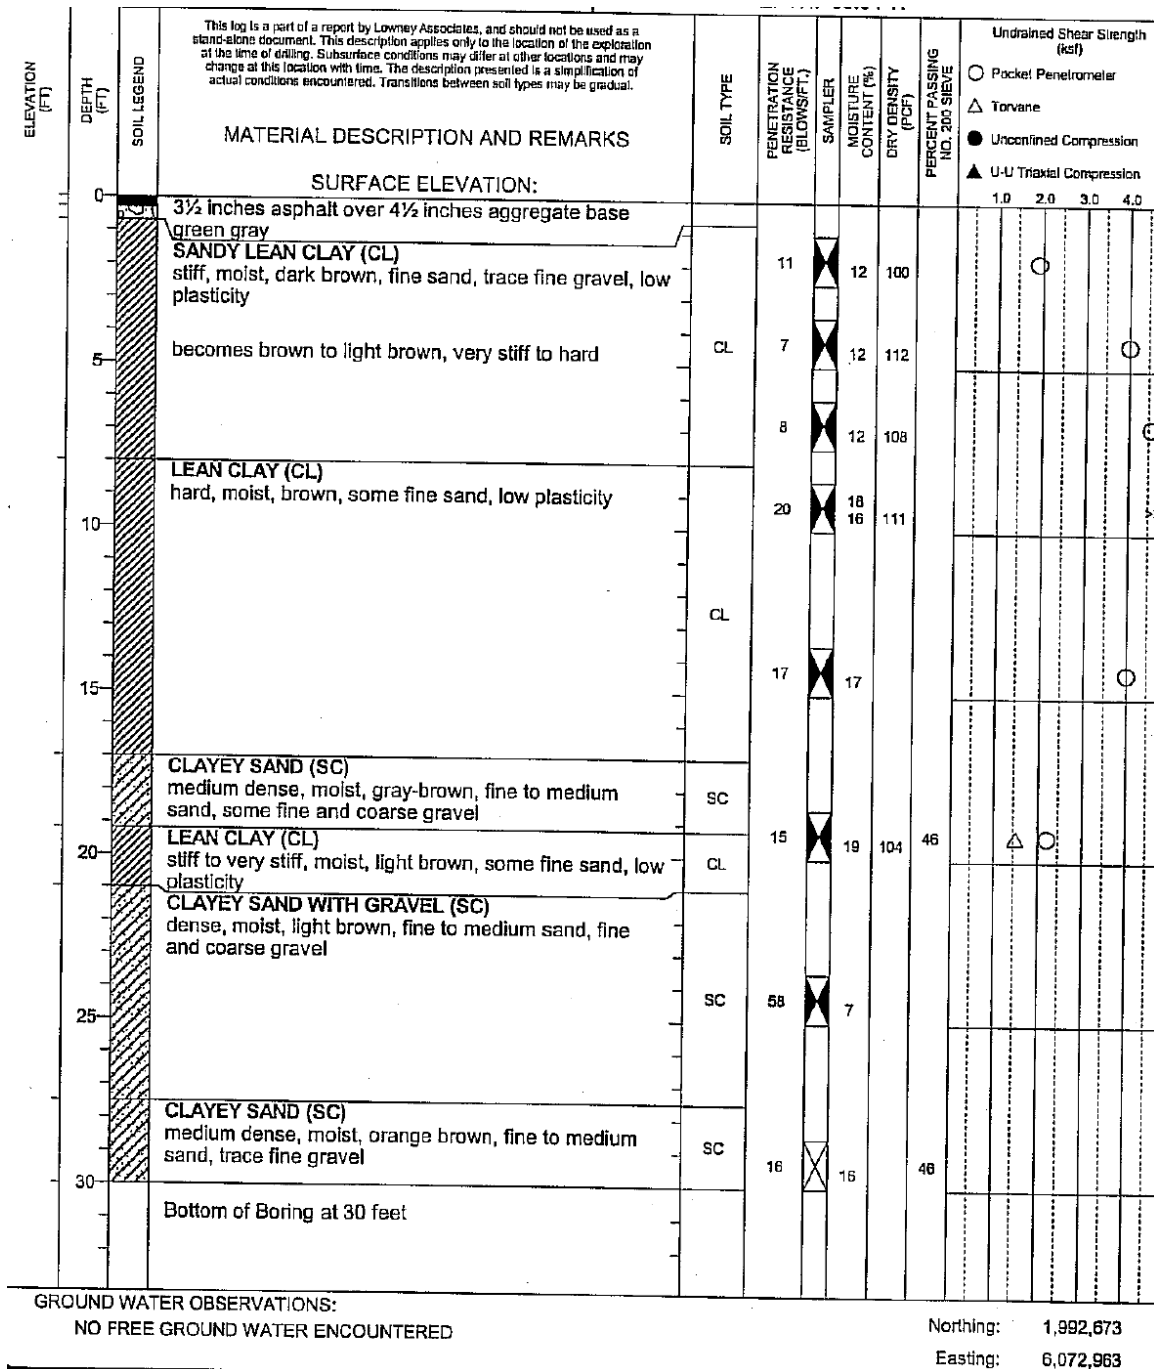 This log is a part of a report by Lowney Associates, and should not be used as a
stand-alone document. This description applies only to the location of the exploration
at the time of drilling. Subsurface conditions may differ at other locations and may
change at this location with time. The description presented is a simplification of
actual conditions encountered. Transitions between soil types may be gradual.
ELEVATION
(FT)
DEPTH
(FT)
SOIL LEGEND
MATERIAL DESCRIPTION AND REMARKS
SURFACE ELEVATION:
SOIL TYPE
PENETRATION
RESISTANCE
(BLOWS/FT.)
SAMPLER
MOISTURE
CONTENT (%)
DRY DENSITY
(PCF)
PERCENT PASSING
NO. 200 SIEVE
Undrained Shear Strength
(ksf)
Pocket Penetrometer
Torvane
Unconfined Compression
U-U Triaxial Compression
1.0 2.0 3.0 4.0
0
3½ inches asphalt over 4½ inches aggregate base
green gray
SANDY LEAN CLAY (CL)
stiff, moist, dark brown, fine sand, trace fine gravel, low
plasticity
11 12 100
becomes brown to light brown, very stiff to hard
5 CL 7 12 112
8 12 108
LEAN CLAY (CL)
hard, moist, brown, some fine sand, low plasticity
10 20 18
16 111
>
CL
15 17 17
CLAYEY SAND (SC)
medium dense, moist, gray-brown, fine to medium
sand, some fine and coarse gravel
SC
LEAN CLAY (CL)
stiff to very stiff, moist, light brown, some fine sand, low
plasticity
20 CL 15 19 104 46
CLAYEY SAND WITH GRAVEL (SC)
dense, moist, light brown, fine to medium sand, fine
and coarse gravel
25 SC 58 7
CLAYEY SAND (SC)
medium dense, moist, orange brown, fine to medium
sand, trace fine gravel
30 SC 16 16 46
Bottom of Boring at 30 feet
GROUND WATER OBSERVATIONS:
NO FREE GROUND WATER ENCOUNTERED
Northing: 1,992,673
Easting: 6,072,963